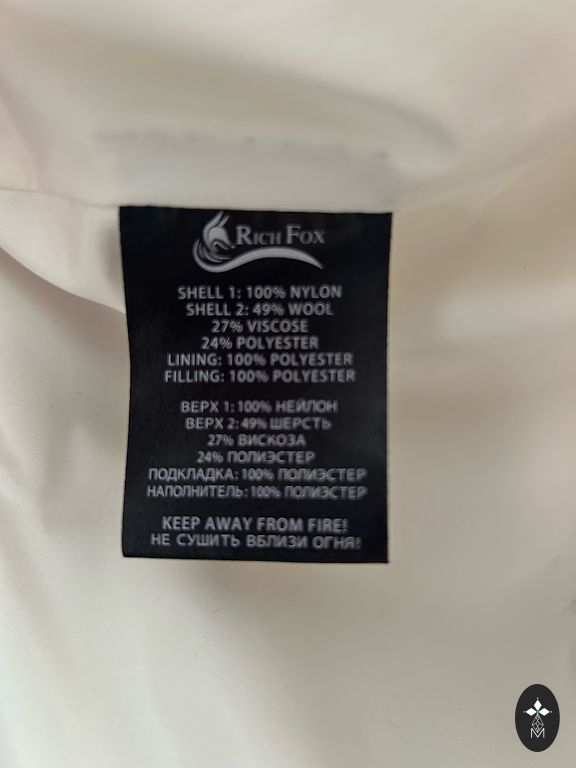 RICH FOX
SHELL 1: 100% NYLON
SHELL 2: 49% WOOL
27% VISCOSE
24% POLYESTER
LINING: 100% POLYESTER
FILLING: 100% POLYESTER
ВЕРХ 1: 100% НЕЙЛОН
ВЕРХ 2: 49% ШЕРСТЬ
27% ВИСКОЗА
24% ПОЛИЭСТЕР
ПОДКЛАДКА: 100% ПОЛИЭСТЕР
НАПОЛНИТЕЛЬ: 100% ПОЛИЭСТЕР
KEEP AWAY FROM FIRE!
НЕ СУШИТЬ ВБЛИЗИ ОГНЯ!
M